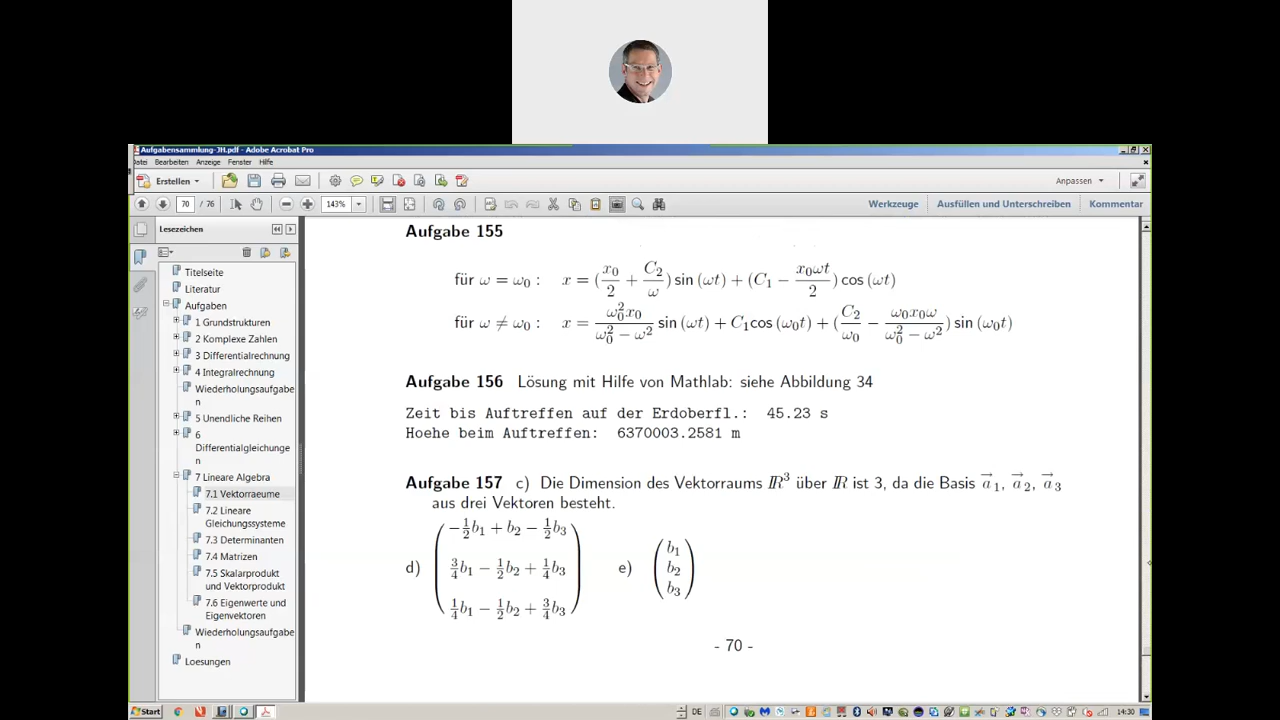 Aufgabensammlung-JH.pdf - Adobe Acrobat Pro
Datei Bearbeiten Anzeige Fenster Hilfe
Erstellen Anpassen
70 / 76 143% Werkzeuge Ausfüllen und Unterschreiben Kommentar
Lesezeichen
Titelseite
Literatur
Aufgaben
1 Grundstrukturen
2 Komplexe Zahlen
3 Differentialrechnung
4 Integralrechnung
Wiederholungsaufgabe
n
5 Unendliche Reihen
6
Differentialgleichunge
n
7 Lineare Algebra
7.1 Vektorraeume
7.2 Lineare
Gleichungssysteme
7.3 Determinanten
7.4 Matrizen
7.5 Skalarprodukt
und Vektorprodukt
7.6 Eigenwerte und
Eigenvektoren
Wiederholungsaufgabe
n
Loesungen
Aufgabe 155
für ω = ω₀ : x = (x₀/2 + C₂/ω) sin (ωt) + (C₁ − x₀ωt/2) cos (ωt)
für ω ≠ ω₀ : x = ω₀²x₀/(ω₀² − ω²) sin (ωt) + C₁cos (ω₀t) + (C₂/ω₀ − ω₀x₀ω/(ω₀² − ω²)) sin (ω₀t)
Aufgabe 156 Lösung mit Hilfe von Mathlab: siehe Abbildung 34
Zeit bis Auftreffen auf der Erdoberfl.: 45.23 s
Hoehe beim Auftreffen: 6370003.2581 m
Aufgabe 157 c) Die Dimension des Vektorraums ℝ³ über ℝ ist 3, da die Basis a⃗₁, a⃗₂, a⃗₃
aus drei Vektoren besteht.
d) (−½b₁ + b₂ − ½b₃
¾b₁ − ½b₂ + ¼b₃
¼b₁ − ½b₂ + ¾b₃)
e) (b₁
b₂
b₃)
- 70 -
Start DE 14:30